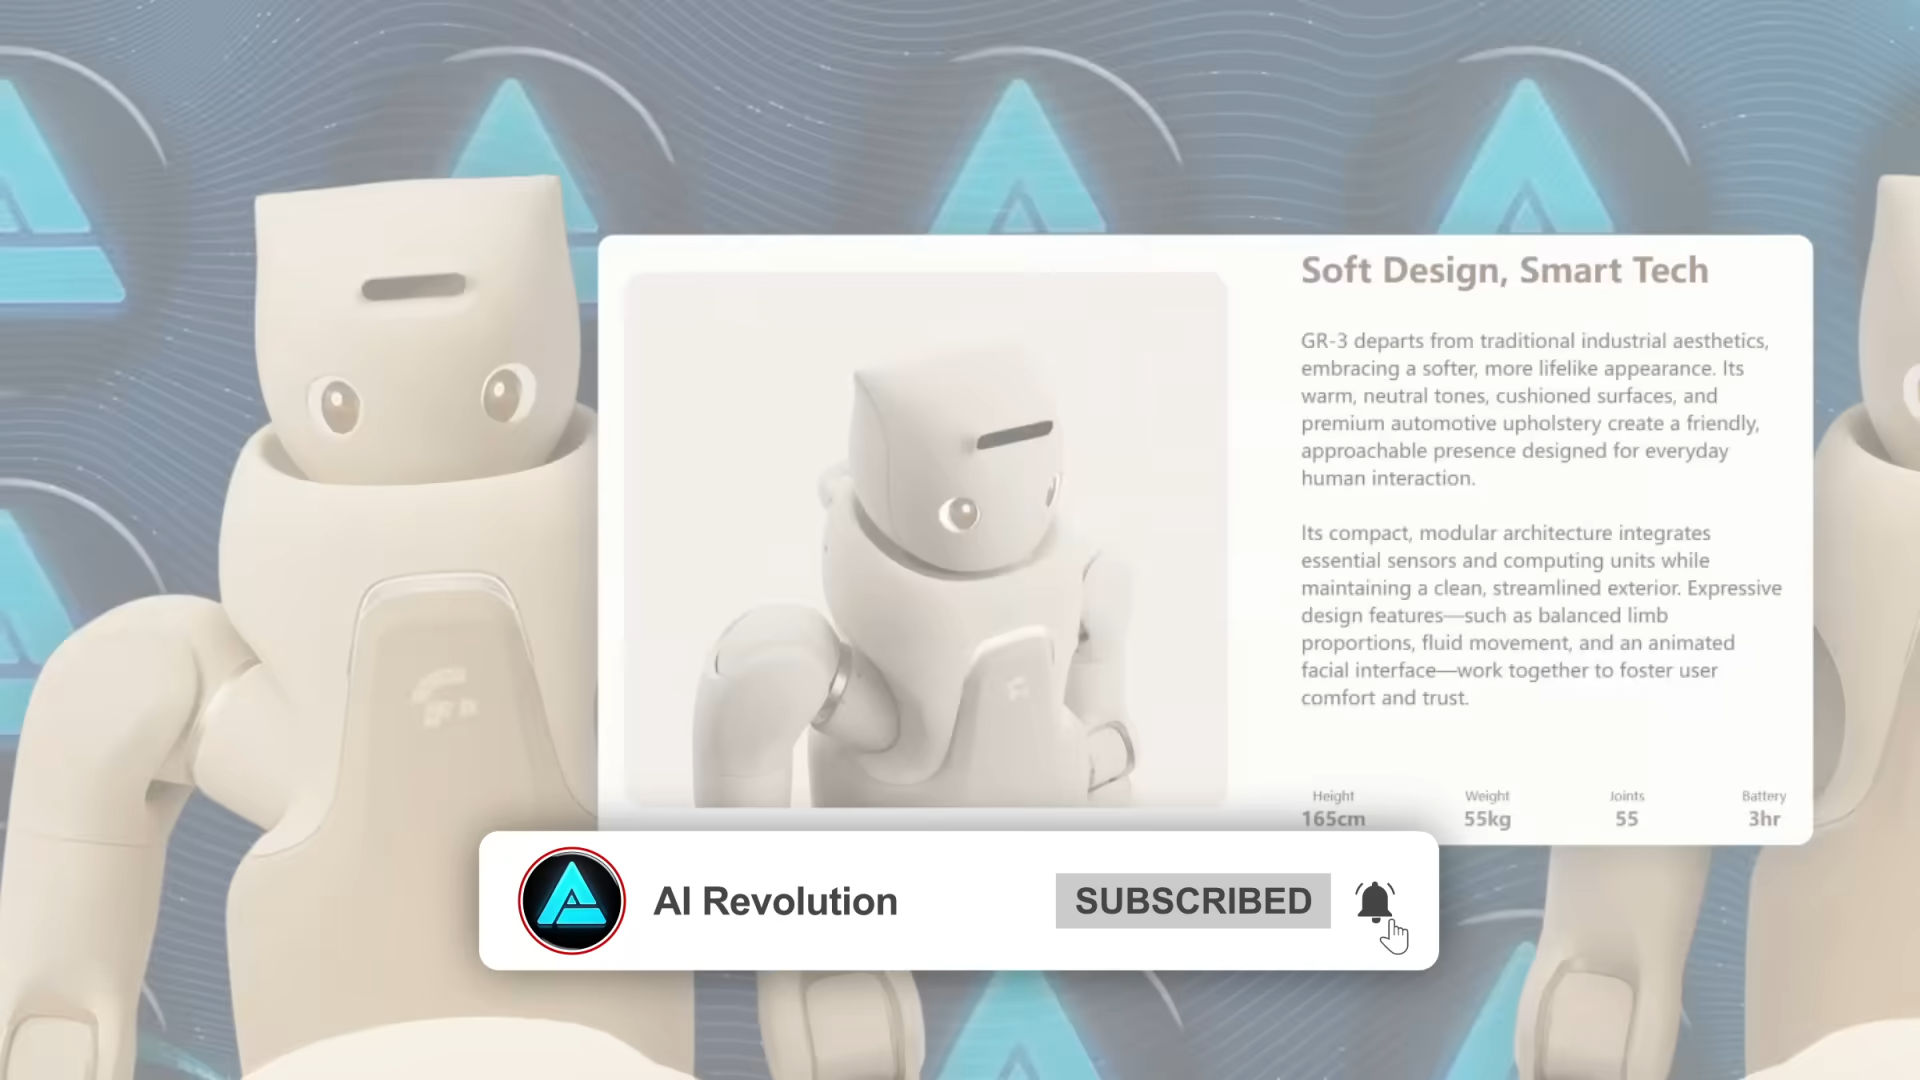 Soft Design, Smart Tech
GR-3 departs from traditional industrial aesthetics,
embracing a softer, more lifelike appearance. Its
warm, neutral tones, cushioned surfaces, and
premium automotive upholstery create a friendly,
approachable presence designed for everyday
human interaction.
Its compact, modular architecture integrates
essential sensors and computing units while
maintaining a clean, streamlined exterior. Expressive
design features—such as balanced limb
proportions, fluid movement, and an animated
facial interface—work together to foster user
comfort and trust.
Height Weight Joints Battery
165cm 55kg 55 3hr
AI Revolution SUBSCRIBED